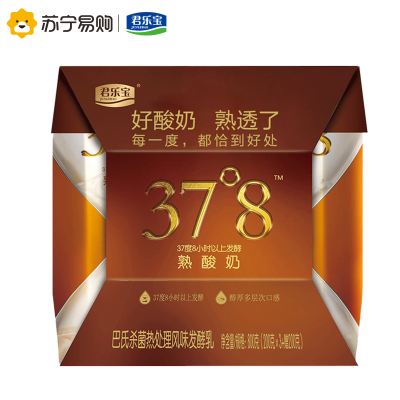 苏宁易购
君乐宝
君乐宝
好酸奶 熟透了
每一度，都恰到好处
37°8™
37度8小时以上发酵
熟酸奶
37度8小时以上发酵
醇厚多层次口感
巴氏杀菌热处理风味发酵乳